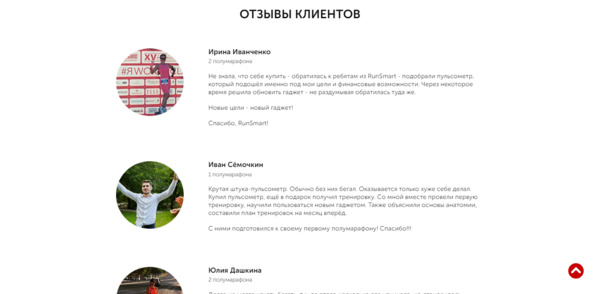 ОТЗЫВЫ КЛИЕНТОВ
Ирина Иванченко
2 полумарафона
Не знала, что себе купить - обратилась к ребятам из RunSmart - подобрали пульсометр,
который подошёл именно под мои цели и финансовые возможности. Через некоторое
время решила обновить гаджет - не раздумывая обратилась туда же.
Новые цели - новый гаджет!
Спасибо, RunSmart!
Иван Сёмочкин
1 полумарафона
Крутая штука-пульсометр. Обычно без них бегал. Оказывается только хуже себе делал.
Купил пульсометр, ещё в подарок получил тренировку. Со мной вместе провели первую
тренировку, научили пользоваться новым гаджетом. Также объяснили основы анатомии,
составили план тренировок на месяц вперёд.
С ними подготовился к своему первому полумарафону! Спасибо!!!
Юлия Дашкина
2 полумарафона